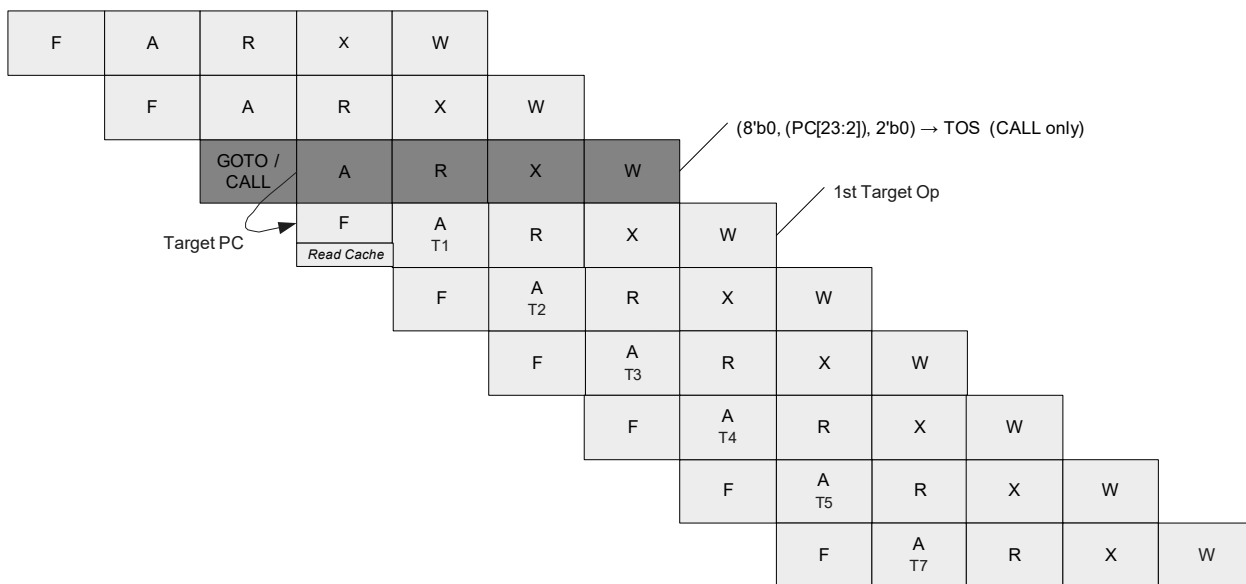 F A R X W
F A R X W
(8'b0, (PC[23:2]), 2'b0) → TOS (CALL only)
GOTO /
CALL
A R X W
1st Target Op
Target PC
F
Read Cache
A
T1
R X W
F
A
T2
R X W
F
A
T3
R X W
F
A
T4
R X W
F
A
T5
R X W
F
A
T7
R X W